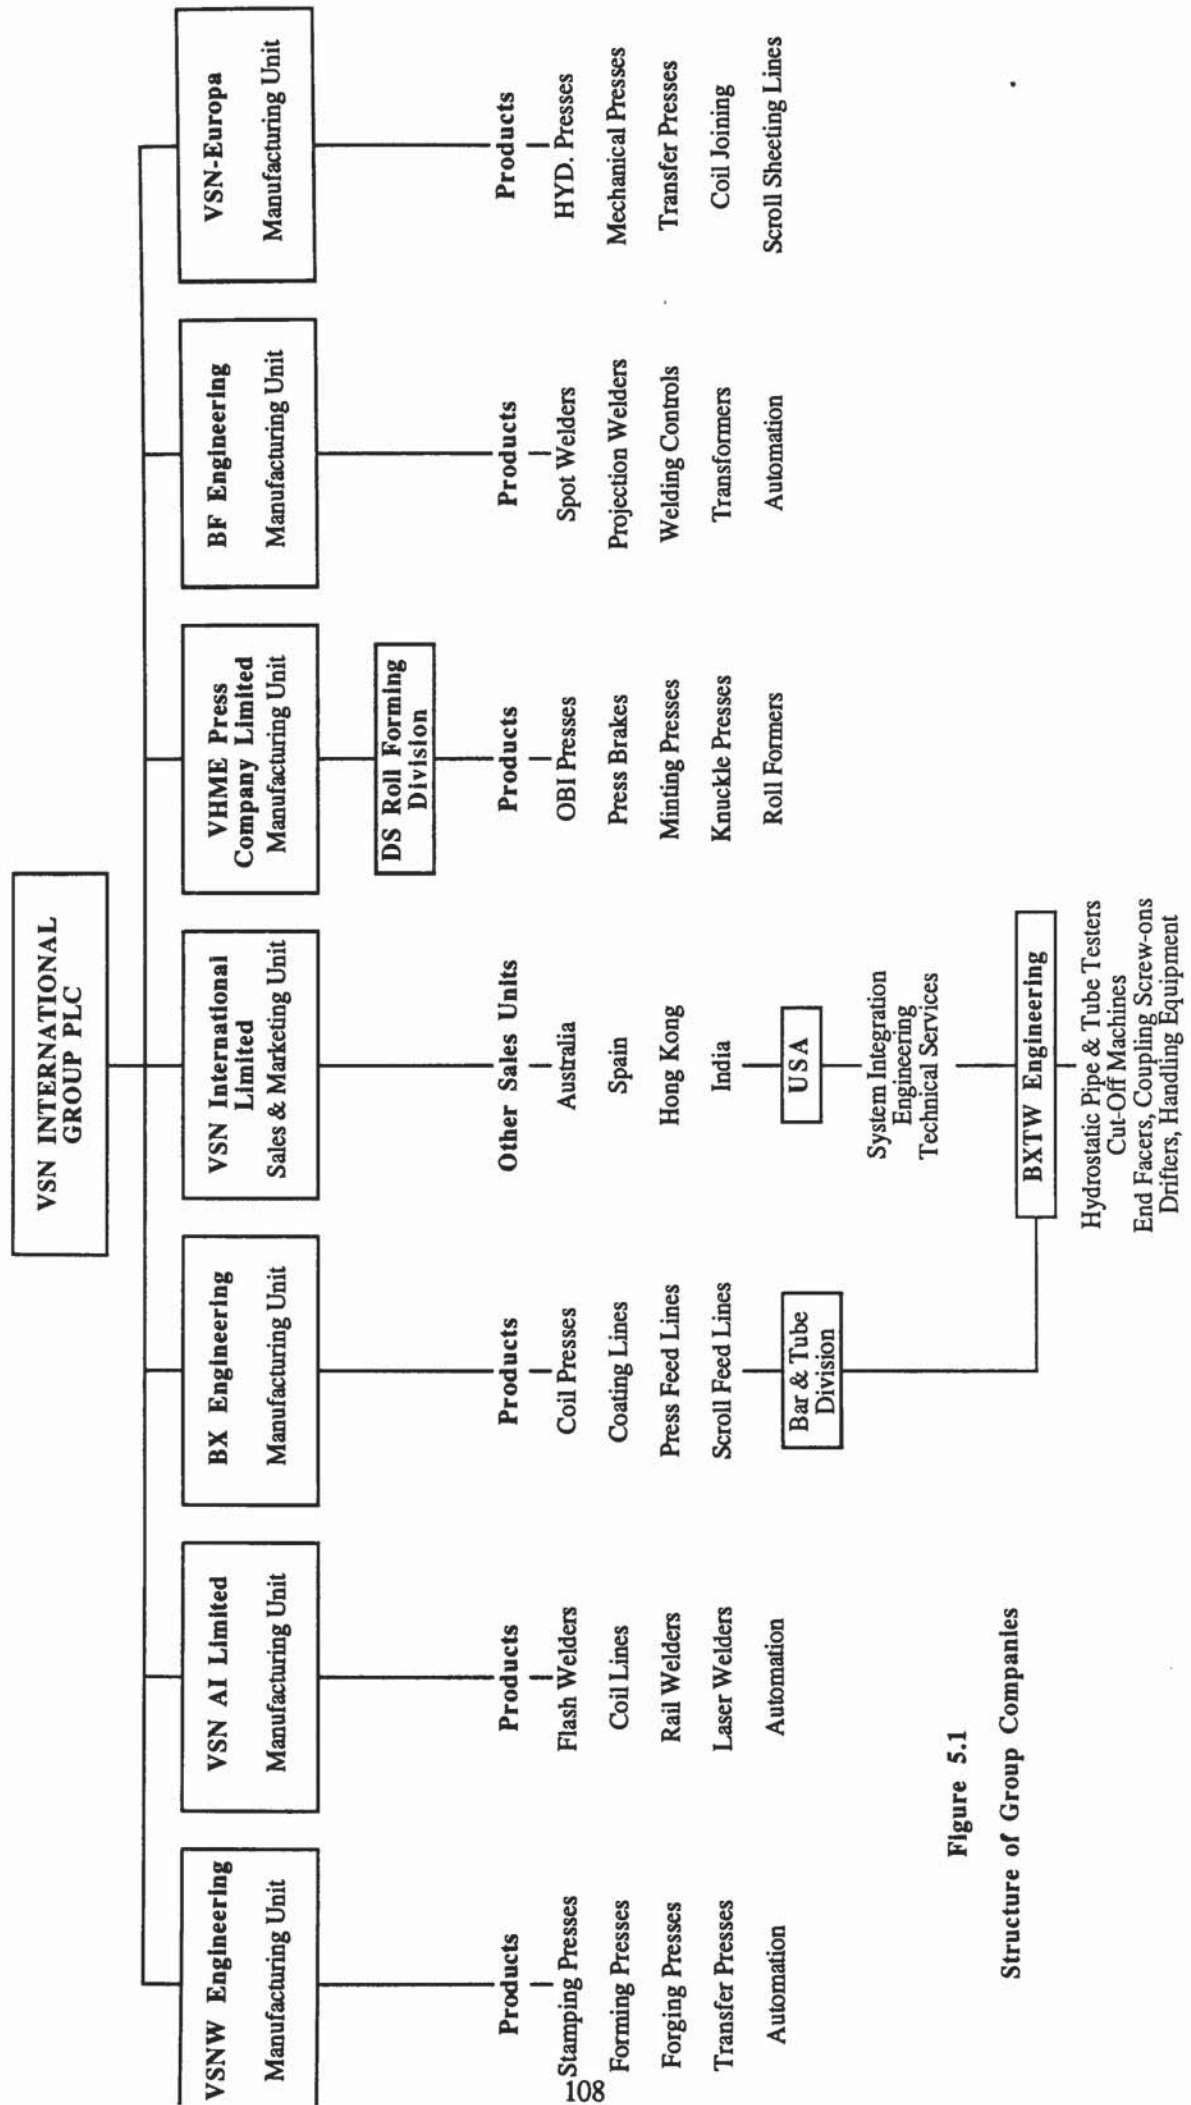 VSN INTERNATIONAL
GROUP PLC
VSNW Engineering
Manufacturing Unit
Products
Stamping Presses
Forming Presses
Forging Presses
Transfer Presses
Automation
VSN AI Limited
Manufacturing Unit
Products
Flash Welders
Coil Lines
Rail Welders
Laser Welders
Automation
BX Engineering
Manufacturing Unit
Products
Coil Presses
Coating Lines
Press Feed Lines
Scroll Feed Lines
Bar & Tube
Division
VSN International
Limited
Sales & Marketing Unit
Other Sales Units
Australia
Spain
Hong Kong
India
USA
System Integration
Engineering
Technical Services
BXTW Engineering
Hydrostatic Pipe & Tube Testers
Cut-Off Machines
End Facers, Coupling Screw-ons
Drifters, Handling Equipment
VHME Press
Company Limited
Manufacturing Unit
DS Roll Forming
Division
Products
OBI Presses
Press Brakes
Minting Presses
Knuckle Presses
Roll Formers
BF Engineering
Manufacturing Unit
Products
Spot Welders
Projection Welders
Welding Controls
Transformers
Automation
VSN-Europa
Manufacturing Unit
Products
HYD. Presses
Mechanical Presses
Transfer Presses
Coil Joining
Scroll Sheeting Lines
Figure 5.1
Structure of Group Companies
108